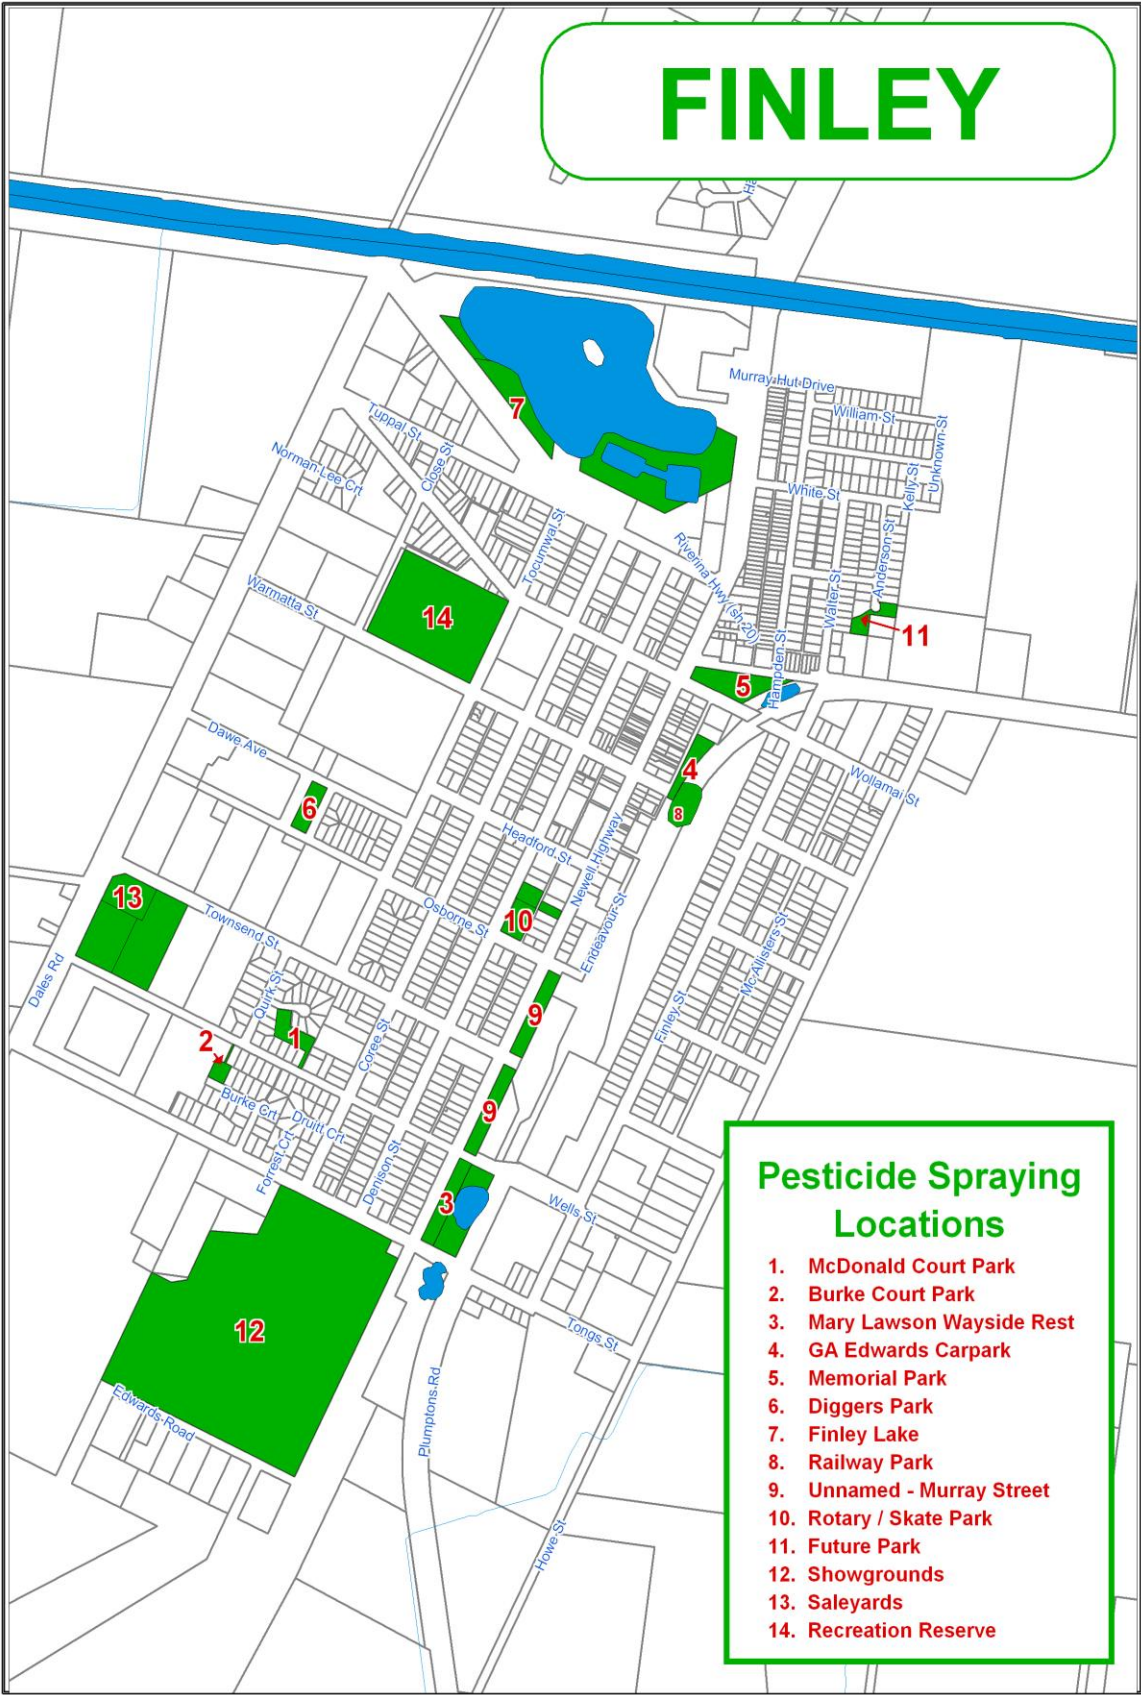 FINLEY
Ha
Murray Hut Drive
William St
Unknown St
Kelly St
White St
Anderson St
Walter St
Riverina Hwy (sh 20)
Hampden St
7
Tuppal St
Close St
Norman Lee Crt
Tocumwal St
Warmatta St
14
11
5
Dawe Ave
4
Wollamai St
6
8
Headford St
Newell Highway
13
Osborne St
10
Endeavour St
Townsend St
Mc Allisters St
Dales Rd
Quirk St
9
Finley St
2
1
Coree St
Burke Crt
Druitt Crt
9
Forrest Crt
Denison St
3
Wells St
12
Tongs St
Edwards Road
Plumptons Rd
Howe St
Pesticide Spraying
Locations
1. McDonald Court Park
2. Burke Court Park
3. Mary Lawson Wayside Rest
4. GA Edwards Carpark
5. Memorial Park
6. Diggers Park
7. Finley Lake
8. Railway Park
9. Unnamed - Murray Street
10. Rotary / Skate Park
11. Future Park
12. Showgrounds
13. Saleyards
14. Recreation Reserve